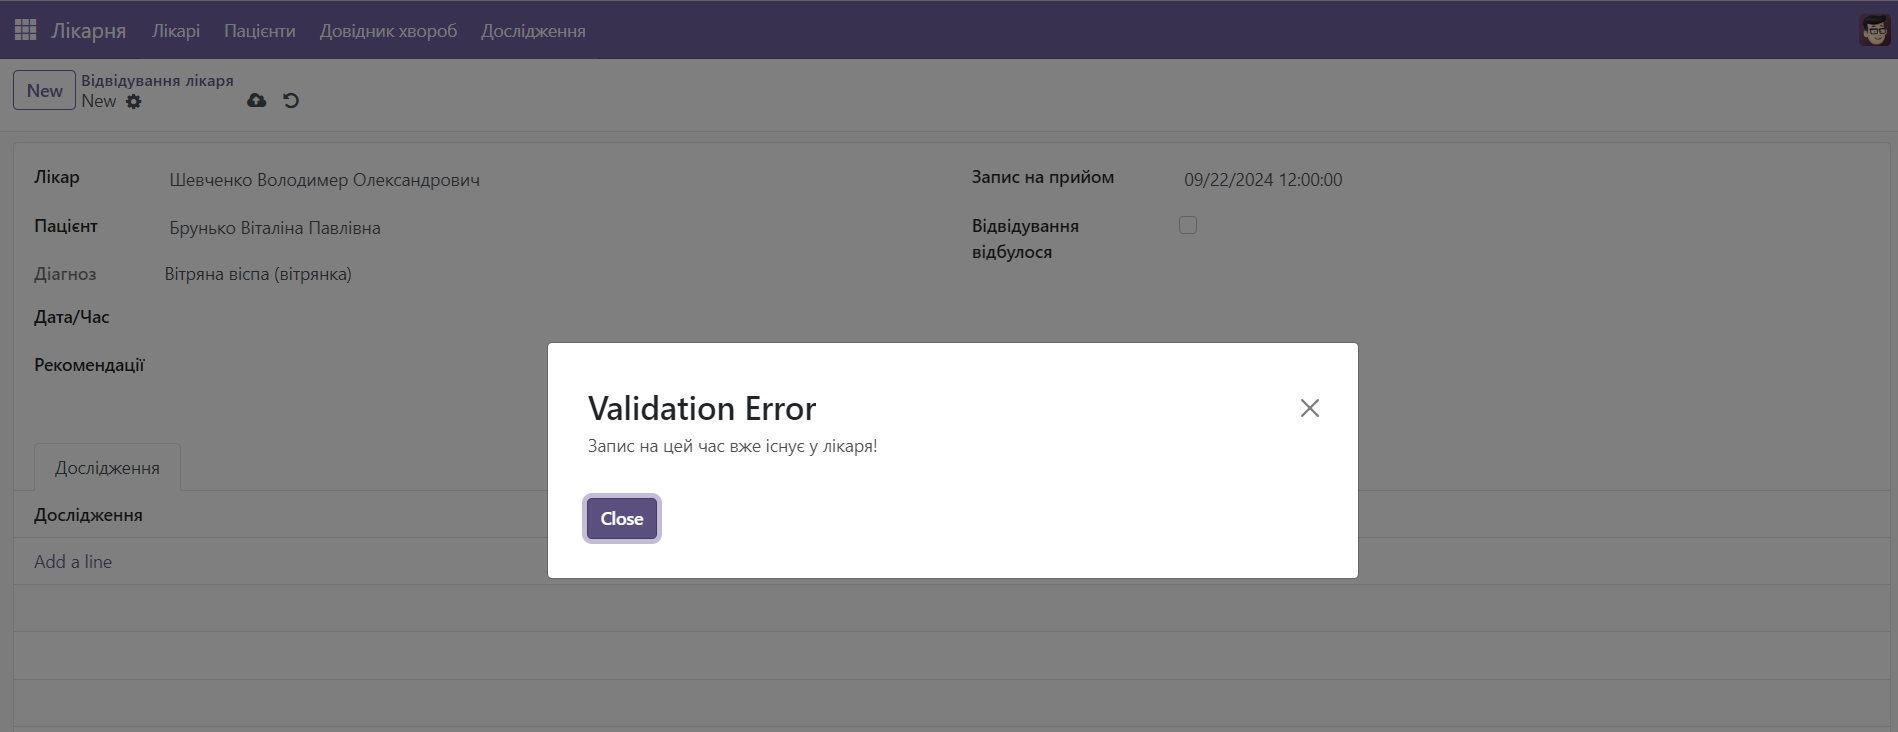 Лікарня Лікарі Пацієнти Довідник хвороб Дослідження
New Відвідування лікаря
New
Лікар Шевченко Володимер Олександрович Запис на прийом 09/22/2024 12:00:00
Пацієнт Брунько Віталіна Павлівна Відвідування
відбулося
Діагноз Вітряна віспа (вітрянка)
Дата/Час
Рекомендації
Validation Error
Запис на цей час вже існує у лікаря!
Close
Дослідження
Дослідження
Add a line